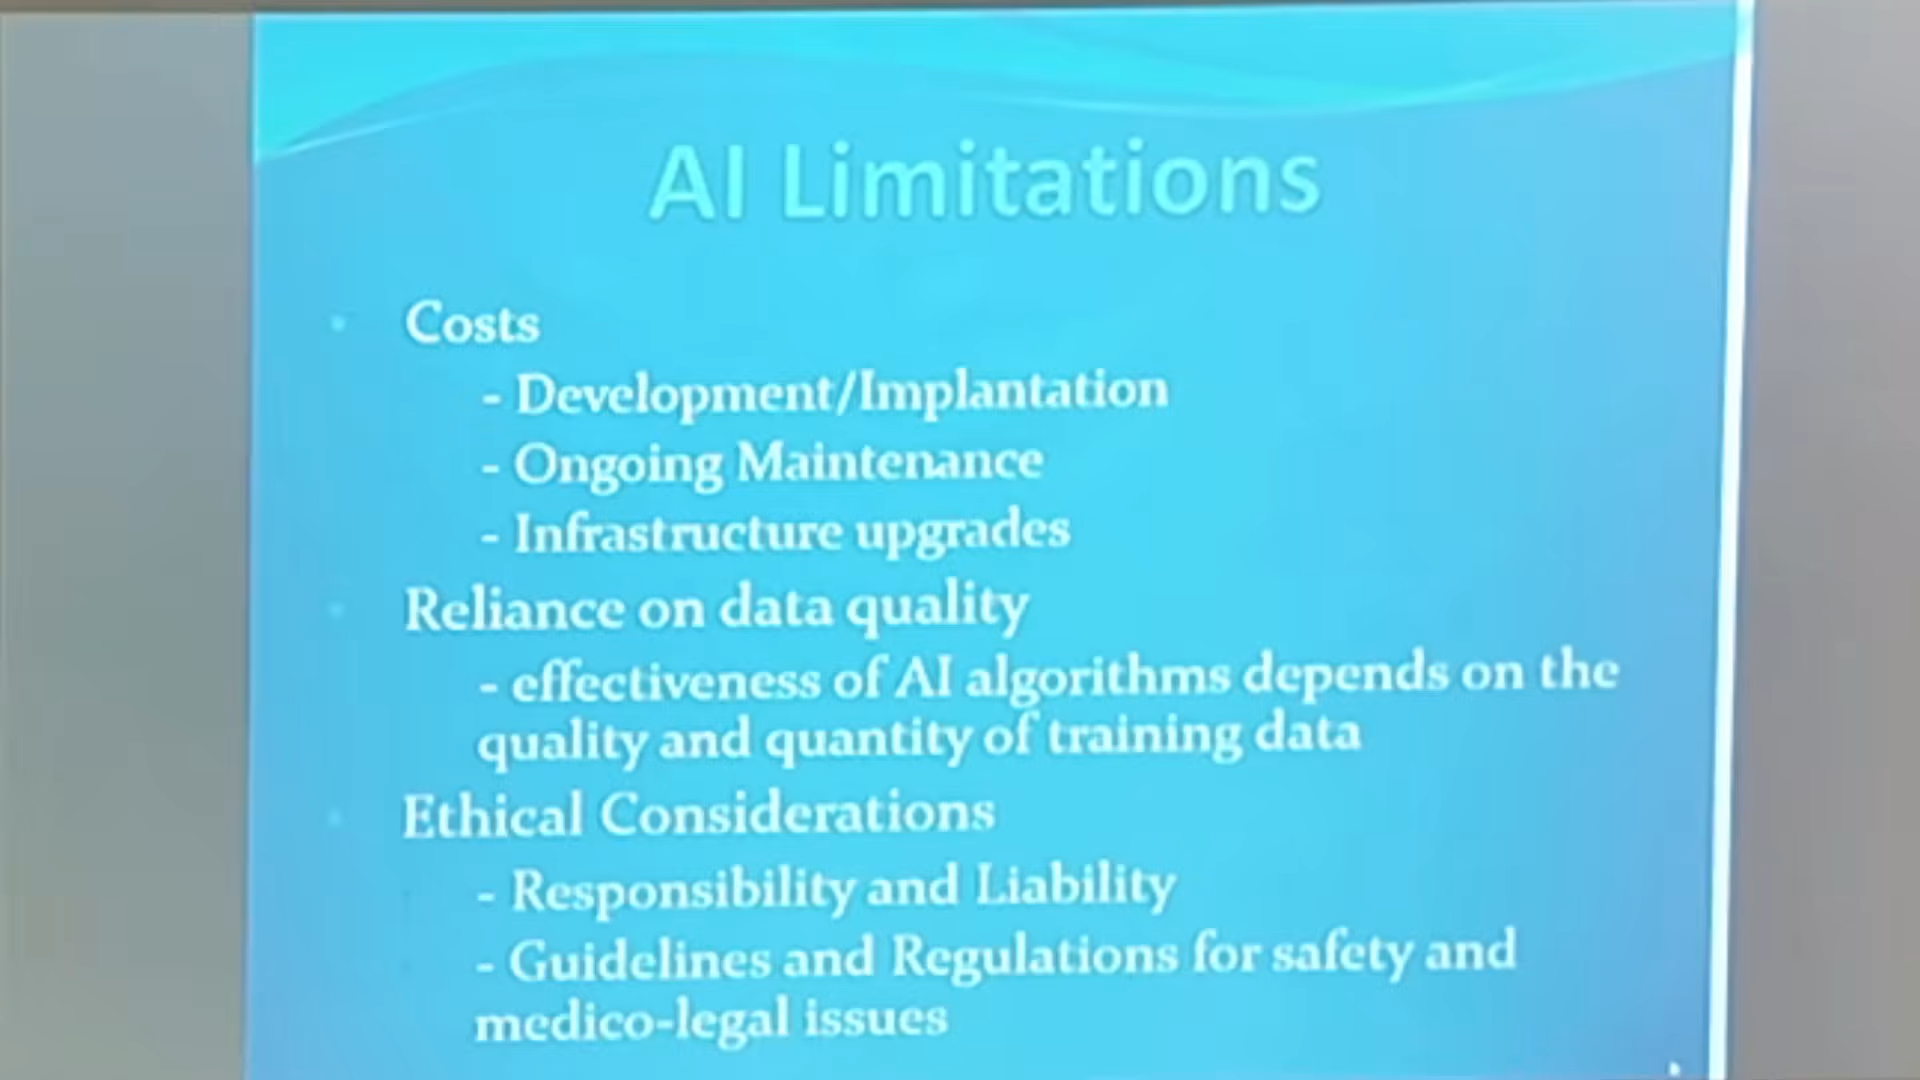 AI Limitations
• Costs
- Development/Implantation
- Ongoing Maintenance
- Infrastructure upgrades
• Reliance on data quality
- effectiveness of AI algorithms depends on the
quality and quantity of training data
• Ethical Considerations
- Responsibility and Liability
- Guidelines and Regulations for safety and
medico-legal issues